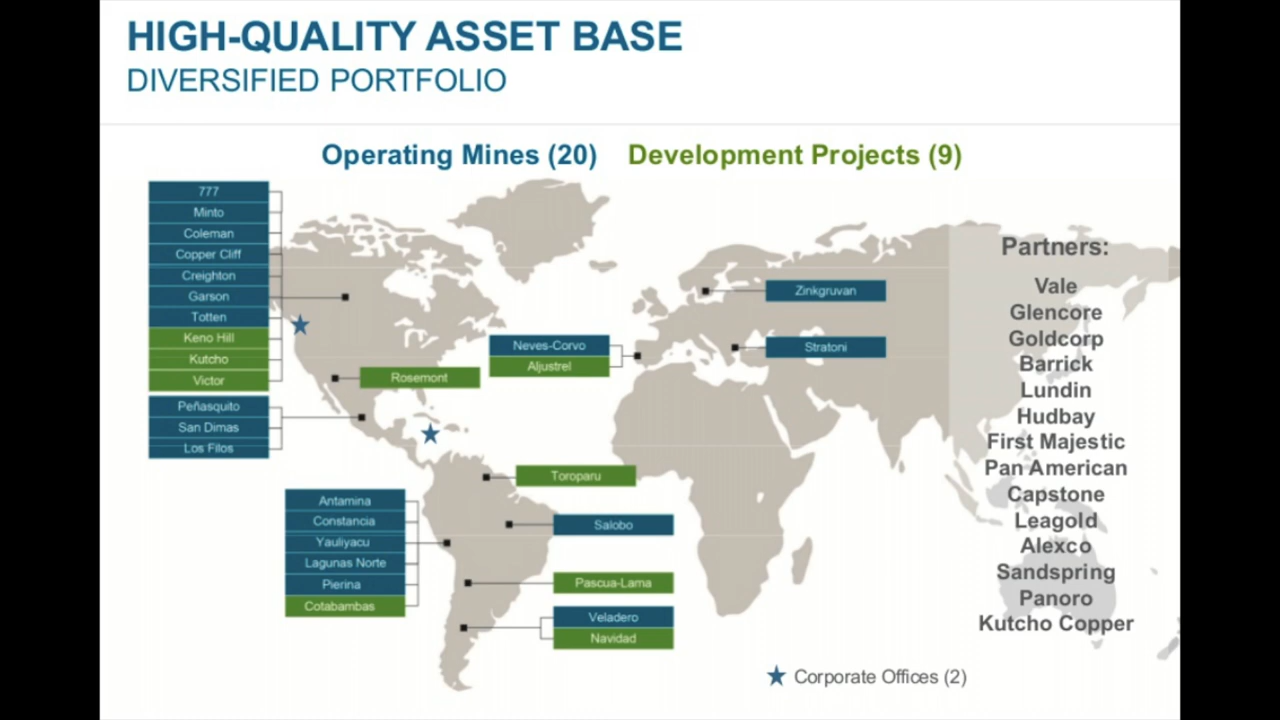 HIGH-QUALITY ASSET BASE
DIVERSIFIED PORTFOLIO
Operating Mines (20) Development Projects (9)
777
Minto
Coleman
Copper Cliff
Creighton
Garson
Totten
Keno Hill
Kutcho
Victor
Peñasquito
San Dimas
Los Filos
Rosemont
Neves-Corvo
Aljustrel
Zinkgruvan
Stratoni
Toroparu
Salobo
Antamina
Constancia
Yauliyacu
Lagunas Norte
Pierina
Cotabambas
Pascua-Lama
Veladero
Navidad
Partners:
Vale
Glencore
Goldcorp
Barrick
Lundin
Hudbay
First Majestic
Pan American
Capstone
Leagold
Alexco
Sandspring
Panoro
Kutcho Copper
Corporate Offices (2)